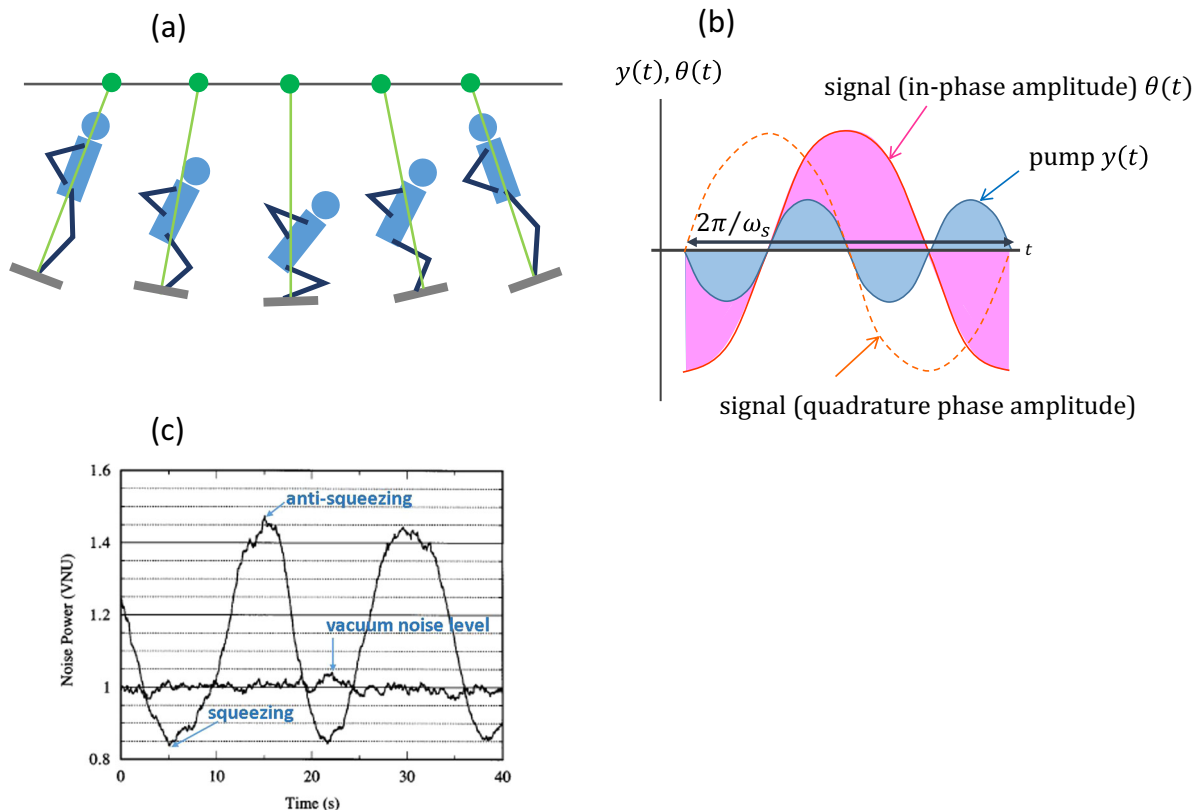 (a)
(b)
y(t), θ(t)
signal (in-phase amplitude) θ(t)
pump y(t)
2π/ωs
t
signal (quadrature phase amplitude)
(c)
1.6
1.4
1.2
1
0.8
Noise Power (VNU)
anti-squeezing
vacuum noise level
squeezing
0
10
20
30
40
Time (s)